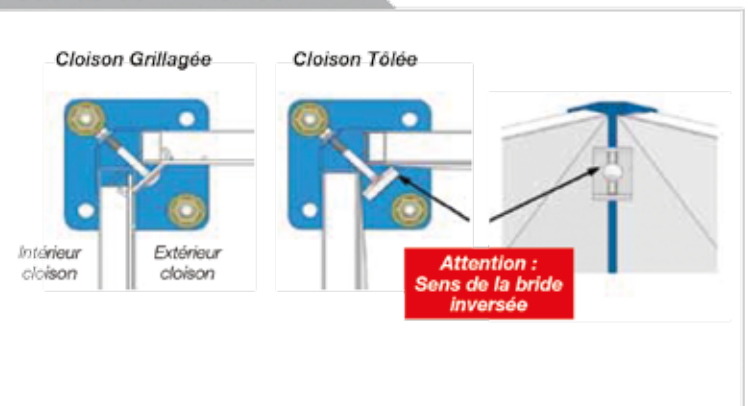 Cloison Grillagée
Cloison Tôlée
Intérieur
cloison
Extérieur
cloison
Attention :
Sens de la bride
inversée